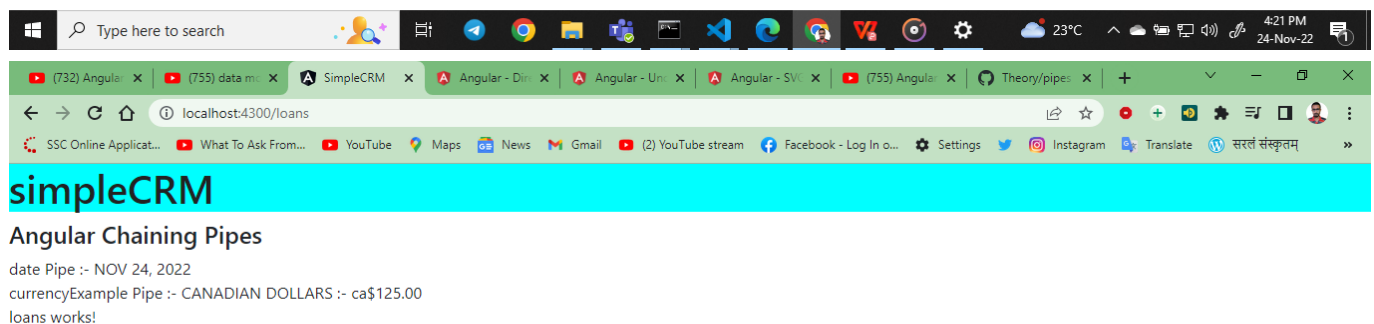 Type here to search
23°C
4:21 PM
24-Nov-22
1
(732) Angular
(755) data mo
SimpleCRM
Angular - Din
Angular - Unc
Angular - SVG
(755) Angular
Theory/pipes
localhost:4300/loans
SSC Online Applicat...
What To Ask From...
YouTube
Maps
News
Gmail
(2) YouTube stream
Facebook - Log In o...
Settings
Instagram
Translate
सरलं संस्कृतम्
simpleCRM
Angular Chaining Pipes
date Pipe :- NOV 24, 2022
currencyExample Pipe :- CANADIAN DOLLARS :- ca$125.00
loans works!